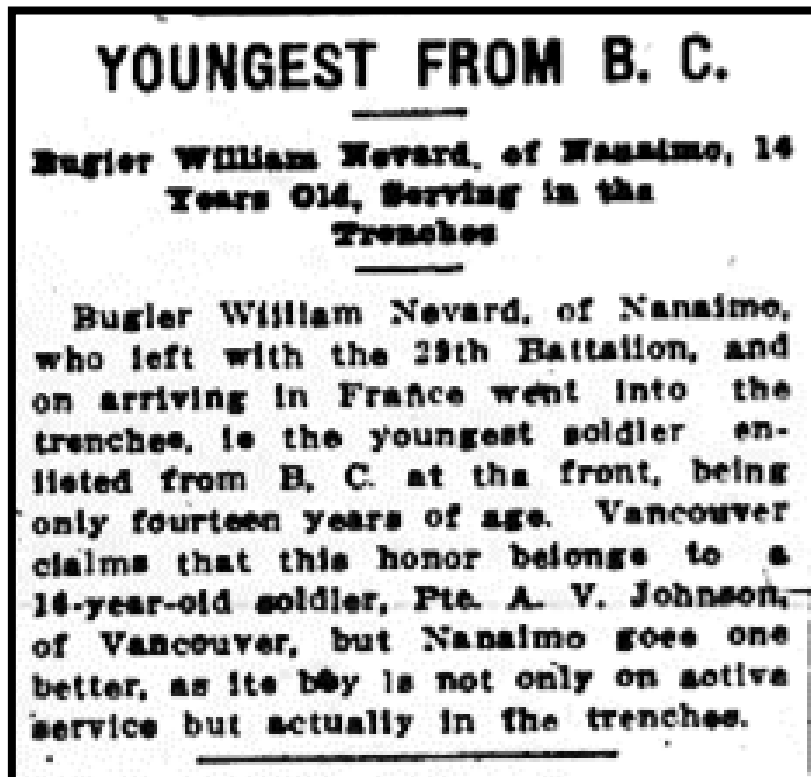 YOUNGEST FROM B. C.
Bugler William Nevard, of Nanaimo, 14
Years Old, Serving in the
Trenches
Bugler William Nevard, of Nanaimo,
who left with the 29th Battalion, and
on arriving in France went into the
trenches, is the youngest soldier en-
listed from B. C. at the front, being
only fourteen years of age. Vancouver
claims that this honor belongs to a
14-year-old soldier, Pte. A. V. Johnson,
of Vancouver, but Nanaimo goes one
better, as its boy is not only on active
service but actually in the trenches.